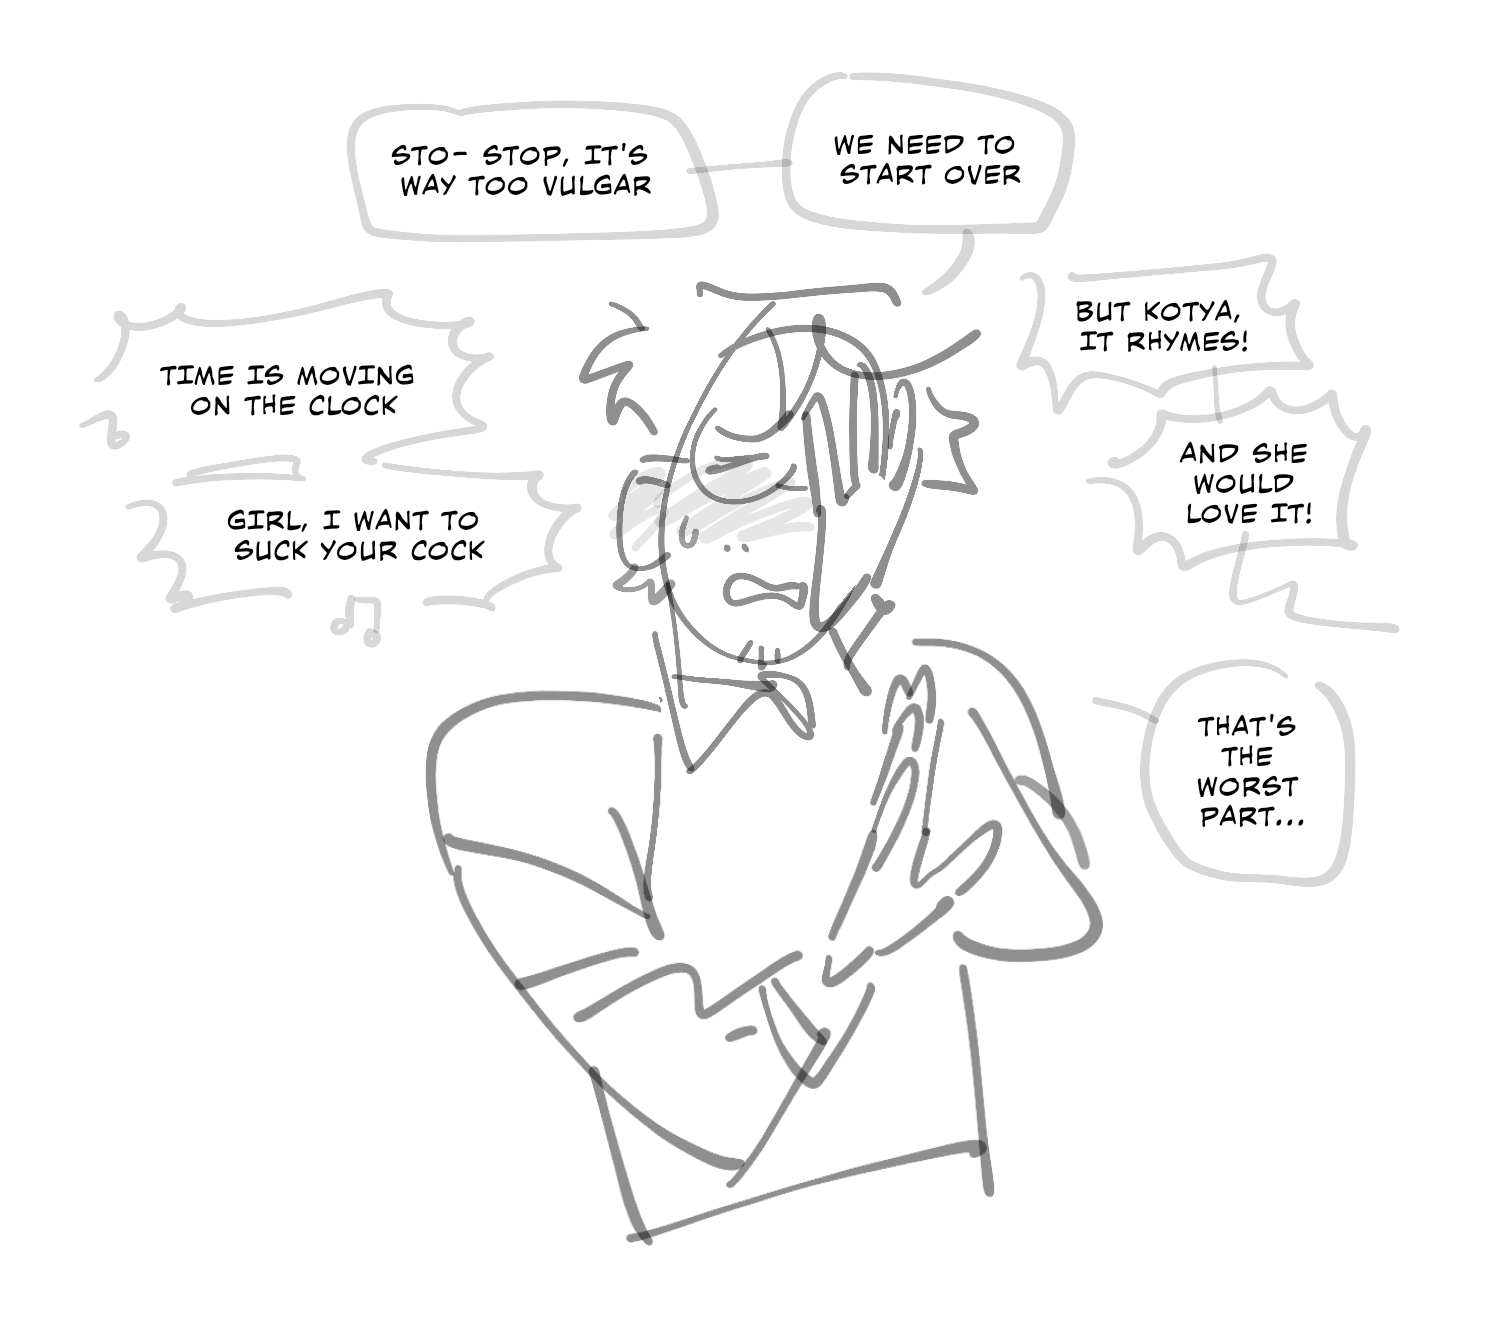 STO- STOP, IT'S
WAY TOO VULGAR
WE NEED TO
START OVER
TIME IS MOVING
ON THE CLOCK
GIRL, I WANT TO
SUCK YOUR COCK
BUT KOTYA,
IT RHYMES!
AND SHE
WOULD
LOVE IT!
THAT'S
THE
WORST
PART...